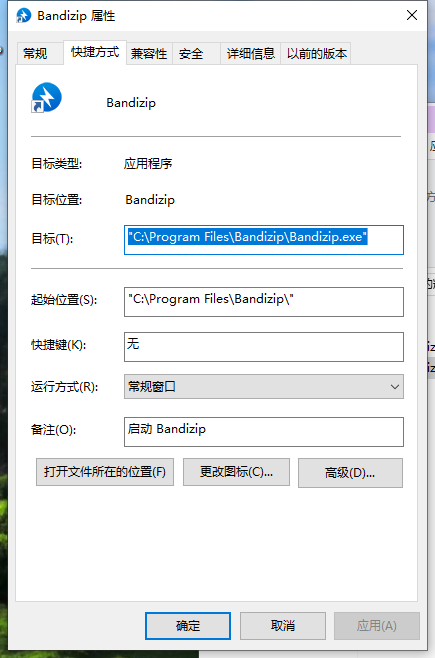 Bandizip 属性
常规 快捷方式 兼容性 安全 详细信息 以前的版本
Bandizip
目标类型: 应用程序
目标位置: Bandizip
目标(T): "C:\Program Files\Bandizip\Bandizip.exe"
起始位置(S): "C:\Program Files\Bandizip\"
快捷键(K): 无
运行方式(R): 常规窗口
备注(O): 启动 Bandizip
打开文件所在的位置(F) 更改图标(C)... 高级(D)...
确定 取消 应用(A)